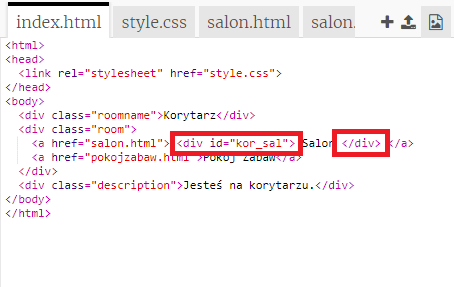 index.html style.css salon.html salon.
<html>
<head>
<link rel="stylesheet" href="style.css">
</head>
<body>
<div class="roomname">Korytarz</div>
<div class="room">
<a href="salon.html"> <div id="kor_sal"> Salon </div> </a>
<a href="pokojzabaw.html">Pokój Zabaw</a>
</div>
<div class="description">Jesteś na korytarzu.</div>
</body>
</html>